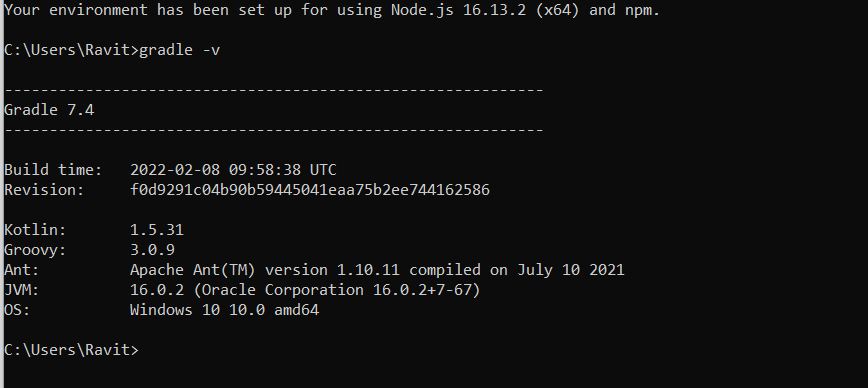 Your environment has been set up for using Node.js 16.13.2 (x64) and npm.
C:\Users\Ravit>gradle -v
------------------------------------------------------------
Gradle 7.4
------------------------------------------------------------
Build time:   2022-02-08 09:58:38 UTC
Revision:     f0d9291c04b90b59445041eaa75b2ee744162586
Kotlin:       1.5.31
Groovy:       3.0.9
Ant:          Apache Ant(TM) version 1.10.11 compiled on July 10 2021
JVM:          16.0.2 (Oracle Corporation 16.0.2+7-67)
OS:           Windows 10 10.0 amd64
C:\Users\Ravit>